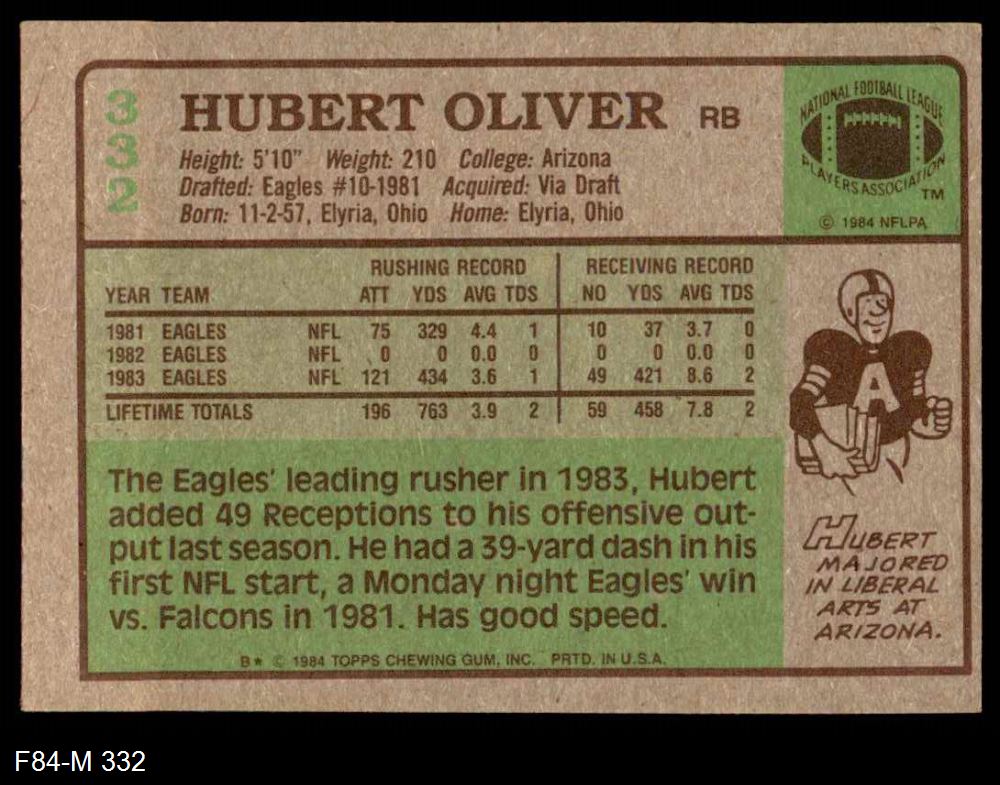 332
HUBERT OLIVER RB
Height: 5'10" Weight: 210 College: Arizona
Drafted: Eagles #10-1981 Acquired: Via Draft
Born: 11-2-57, Elyria, Ohio Home: Elyria, Ohio
NATIONAL FOOTBALL LEAGUE
PLAYERS ASSOCIATION
TM
© 1984 NFLPA
RUSHING RECORD RECEIVING RECORD
YEAR TEAM ATT YDS AVG TDS NO YDS AVG TDS
1981 EAGLES NFL 75 329 4.4 1 10 37 3.7 0
1982 EAGLES NFL 0 0 0.0 0 0 0 0.0 0
1983 EAGLES NFL 121 434 3.6 1 49 421 8.6 2
LIFETIME TOTALS 196 763 3.9 2 59 458 7.8 2
The Eagles' leading rusher in 1983, Hubert
added 49 Receptions to his offensive out-
put last season. He had a 39-yard dash in his
first NFL start, a Monday night Eagles' win
vs. Falcons in 1981. Has good speed.
A
HUBERT
MAJORED
IN LIBERAL
ARTS AT
ARIZONA.
B* © 1984 TOPPS CHEWING GUM, INC. PRTD. IN U.S.A.
F84-M 332